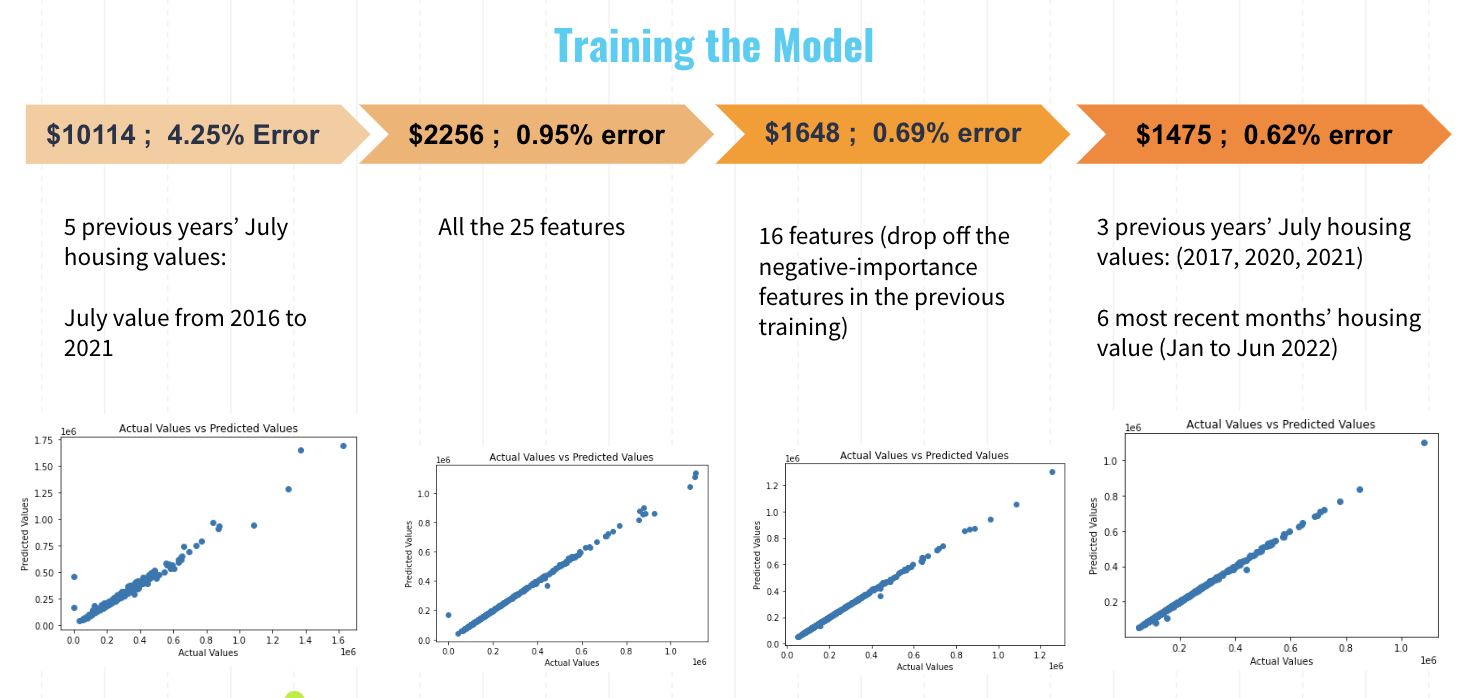 Training the Model
$10114 ;  4.25% Error
$2256 ;  0.95% error
$1648 ;  0.69% error
$1475 ;  0.62% error
5 previous years’ July
housing values:
July value from 2016 to
2021
All the 25 features
16 features (drop off the
negative-importance
features in the previous
training)
3 previous years’ July housing
values: (2017, 2020, 2021)
6 most recent months’ housing
value (Jan to Jun 2022)
Actual Values vs Predicted Values
1e6
1.75
1.50
1.25
1.00
0.75
0.50
0.25
0.00
Predicted Values
0.0 0.2 0.4 0.6 0.8 1.0 1.2 1.4 1.6
Actual Values
1e6
Actual Values vs Predicted Values
1e6
1.0
0.8
0.6
0.4
0.2
0.0
Predicted Values
0.0 0.2 0.4 0.6 0.8 1.0
Actual Values
1e6
Actual Values vs Predicted Values
1e6
1.2
1.0
0.8
0.6
0.4
0.2
0.0
Predicted Values
0.0 0.2 0.4 0.6 0.8 1.0 1.2
Actual Values
1e6
Actual Values vs Predicted Values
1e6
1.0
0.8
0.6
0.4
0.2
Predicted Values
0.2 0.4 0.6 0.8 1.0
Actual Values
1e6